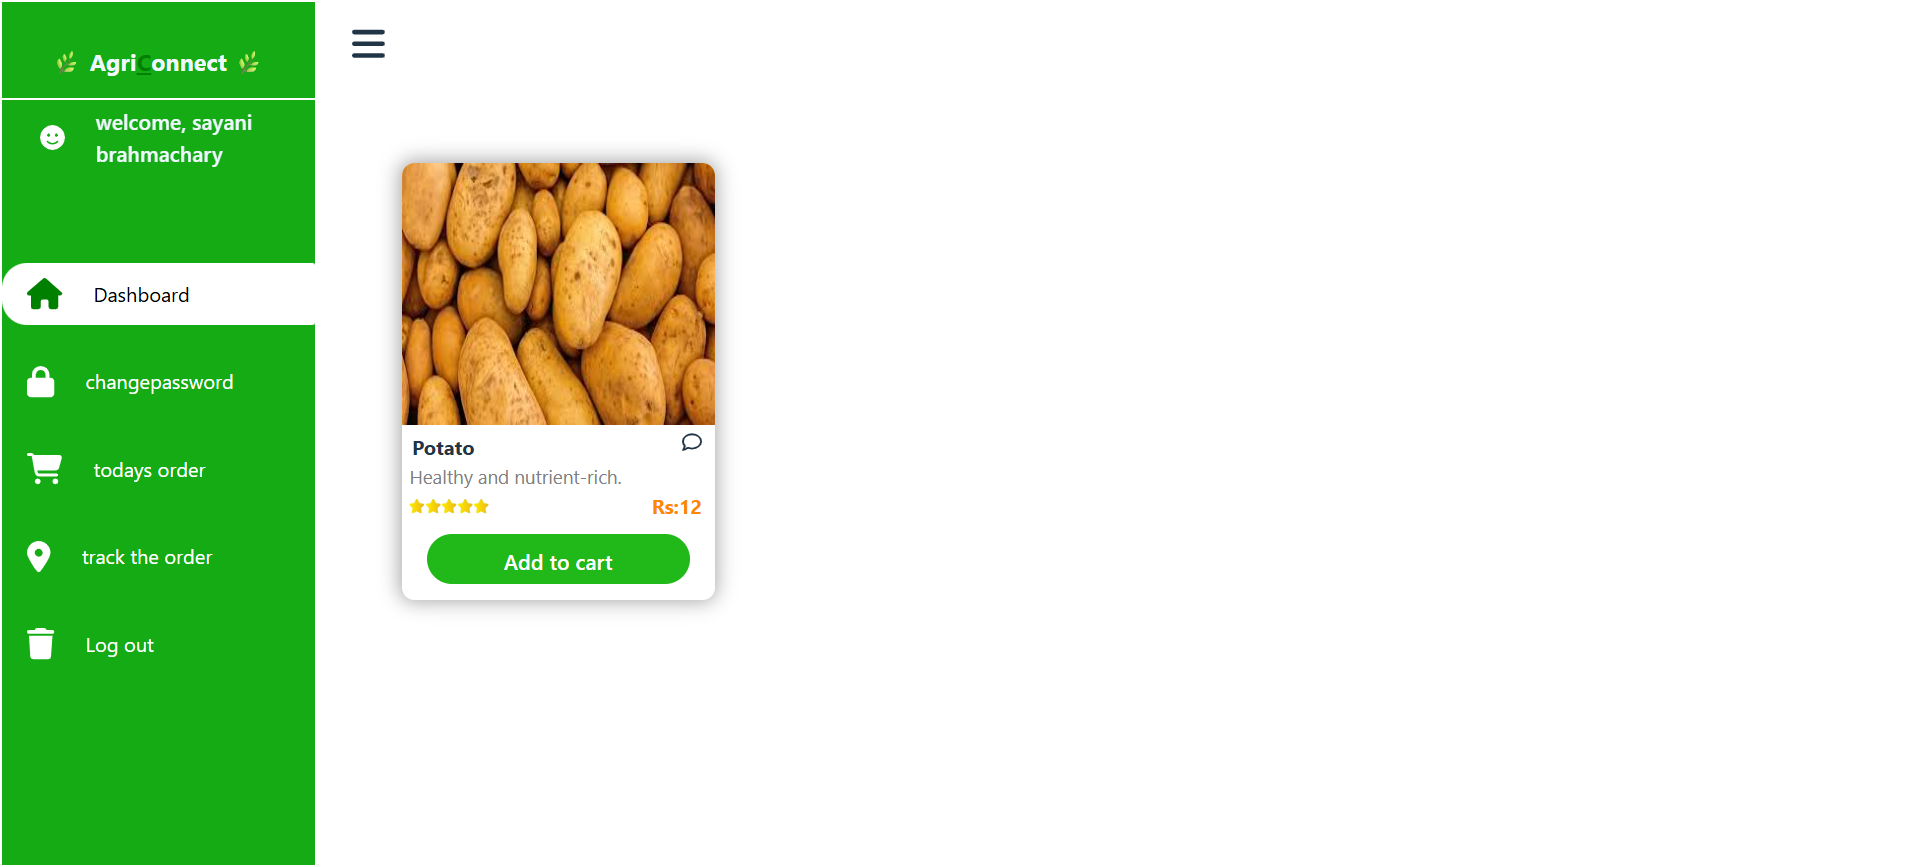 🌿 AgriConnect 🌿
welcome, sayani
brahmachary
Dashboard
changepassword
todays order
track the order
Log out
Potato
Healthy and nutrient-rich.
⭐⭐⭐⭐⭐ Rs:12
Add to cart